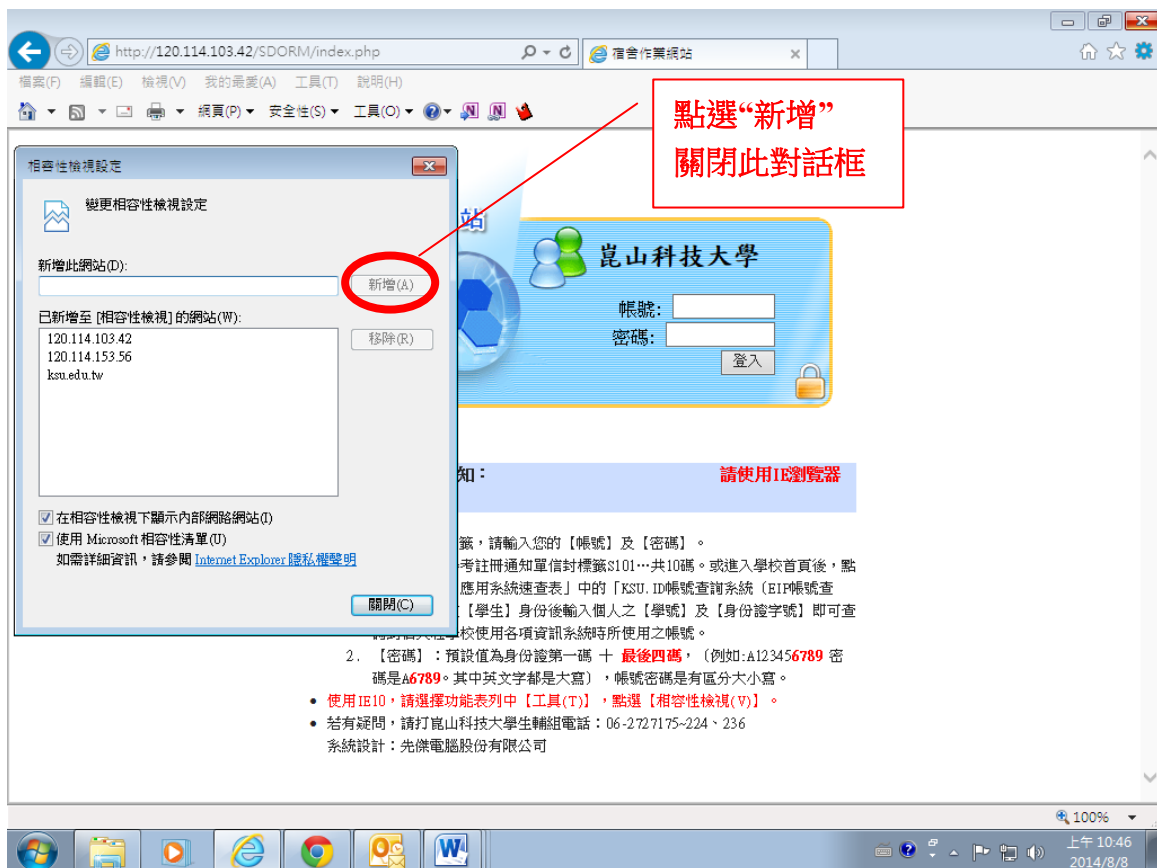 http://120.114.103.42/SDORM/index.php
宿舍作業網站
檔案(F) 編輯(E) 檢視(V) 我的最愛(A) 工具(T) 說明(H)
網頁(P) 安全性(S) 工具(O)
點選“新增”
關閉此對話框
相容性檢視設定
變更相容性檢視設定
新增此網站(D):
新增(A)
已新增至 [相容性檢視] 的網站(W):
120.114.103.42
120.114.153.56
ksu.edu.tw
移除(R)
在相容性檢視下顯示內部網路網站(I)
使用 Microsoft 相容性清單(U)
如需詳細資訊，請參閱 Internet Explorer 隱私權聲明
關閉(C)
站
崑山科技大學
帳號:
密碼:
登入
知：
請使用IE瀏覽器
籤，請輸入您的【帳號】及【密碼】。
考註冊通知單信封標籤S101…共10碼。或進入學校首頁後，點
應用系統速查表」中的「KSU.ID帳號查詢系統（EIP帳號查
【學生】身份後輸入個人之【學號】及【身份證字號】即可查
校使用各項資訊系統時所使用之帳號。
2. 【密碼】：預設值為身份證第一碼 ＋ 最後四碼，（例如:A123456789 密
碼是A6789。其中英文字都是大寫），帳號密碼是有區分大小寫。
• 使用IE10，請選擇功能表列中【工具(T)】，點選【相容性檢視(V)】。
• 若有疑問，請打崑山科技大學生輔組電話：06-2727175~224、236
系統設計：先傑電腦股份有限公司
100%
上午 10:46
2014/8/8